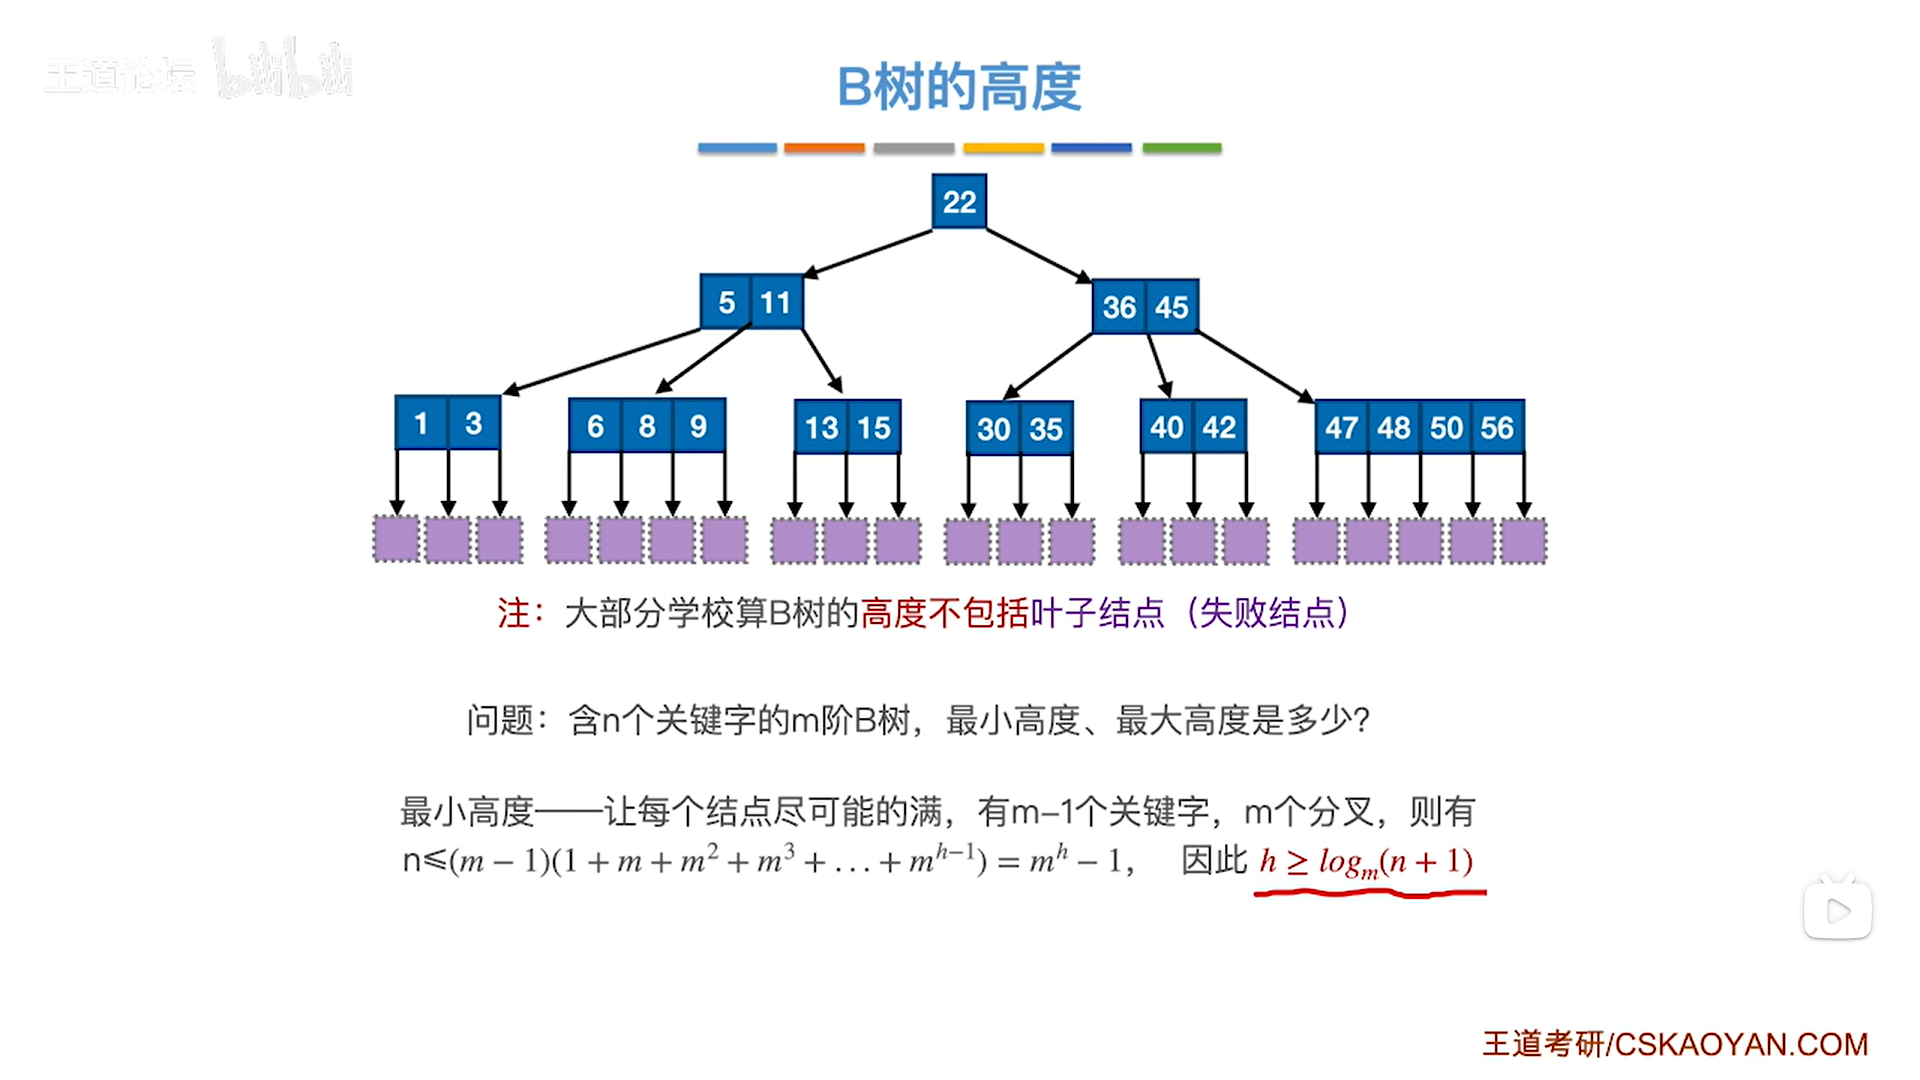 王道论坛 bilibili
B树的高度
22
5 11
36 45
1 3
6 8 9
13 15
30 35
40 42
47 48 50 56
注：大部分学校算B树的高度不包括叶子结点（失败结点）
问题：含n个关键字的m阶B树，最小高度、最大高度是多少？
最小高度——让每个结点尽可能的满，有m–1个关键字，m个分叉，则有
n≤(m − 1)(1 + m + m² + m³ + … + mʰ⁻¹) = mʰ − 1， 因此 h ≥ logₘ(n + 1)
王道考研/CSKAOYAN.COM